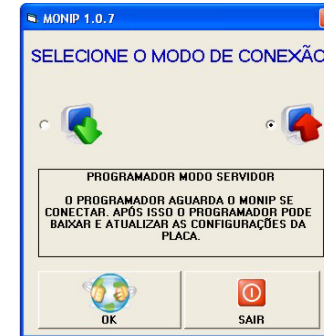 MONIP 1.0.7
SELECIONE O MODO DE CONEXÃO
PROGRAMADOR MODO SERVIDOR
O PROGRAMADOR AGUARDA O MONIP SE
CONECTAR. APÓS ISSO O PROGRAMADOR PODE
BAIXAR E ATUALIZAR AS CONFIGURAÇÕES DA
PLACA.
OK
SAIR